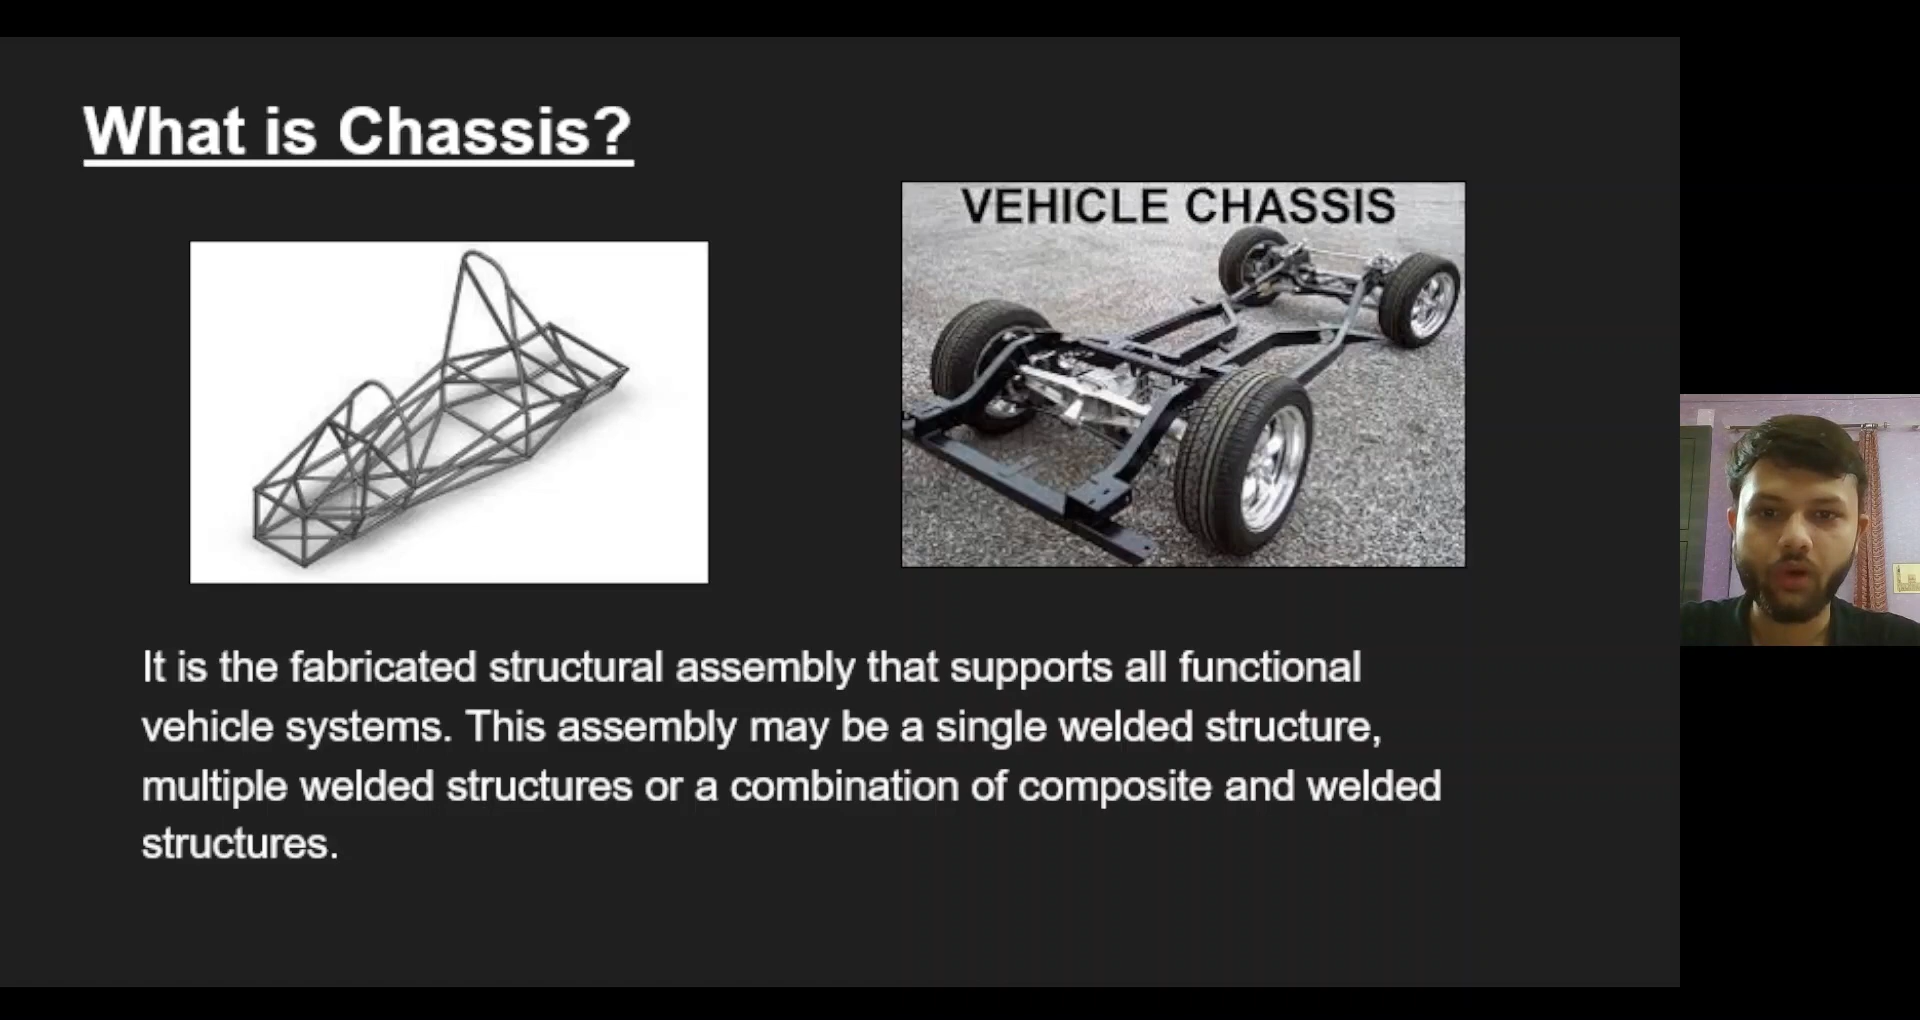 What is Chassis?
VEHICLE CHASSIS
It is the fabricated structural assembly that supports all functional
vehicle systems. This assembly may be a single welded structure,
multiple welded structures or a combination of composite and welded
structures.